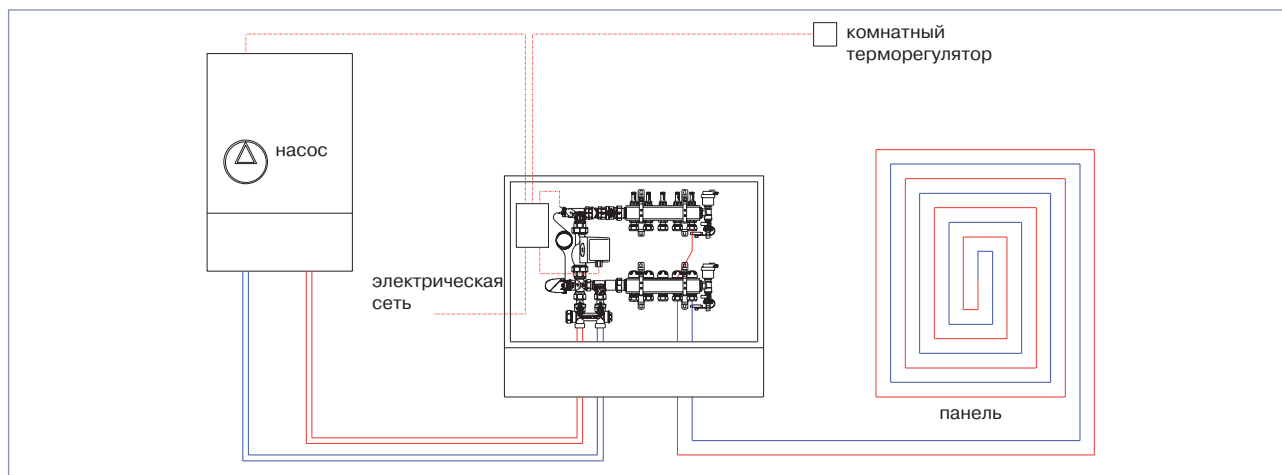 комнатный
терморегулятор
насос
электрическая
сеть
панель